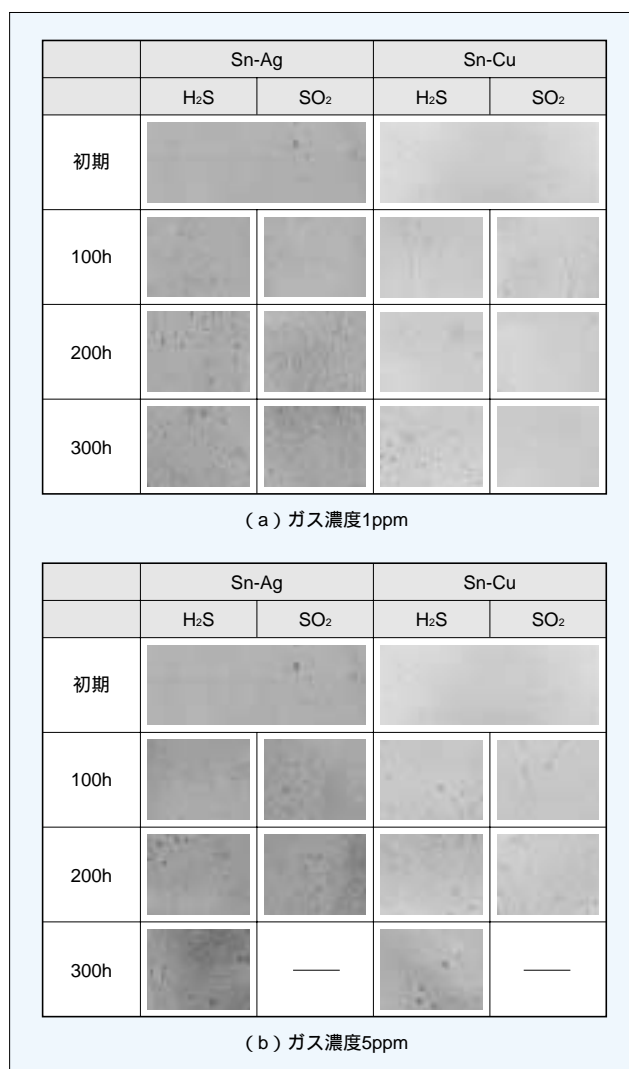 Sn-Ag Sn-Cu
H₂S SO₂ H₂S SO₂
初期
100h
200h
300h
（a）ガス濃度1ppm
Sn-Ag Sn-Cu
H₂S SO₂ H₂S SO₂
初期
100h
200h
300h — —
（b）ガス濃度5ppm